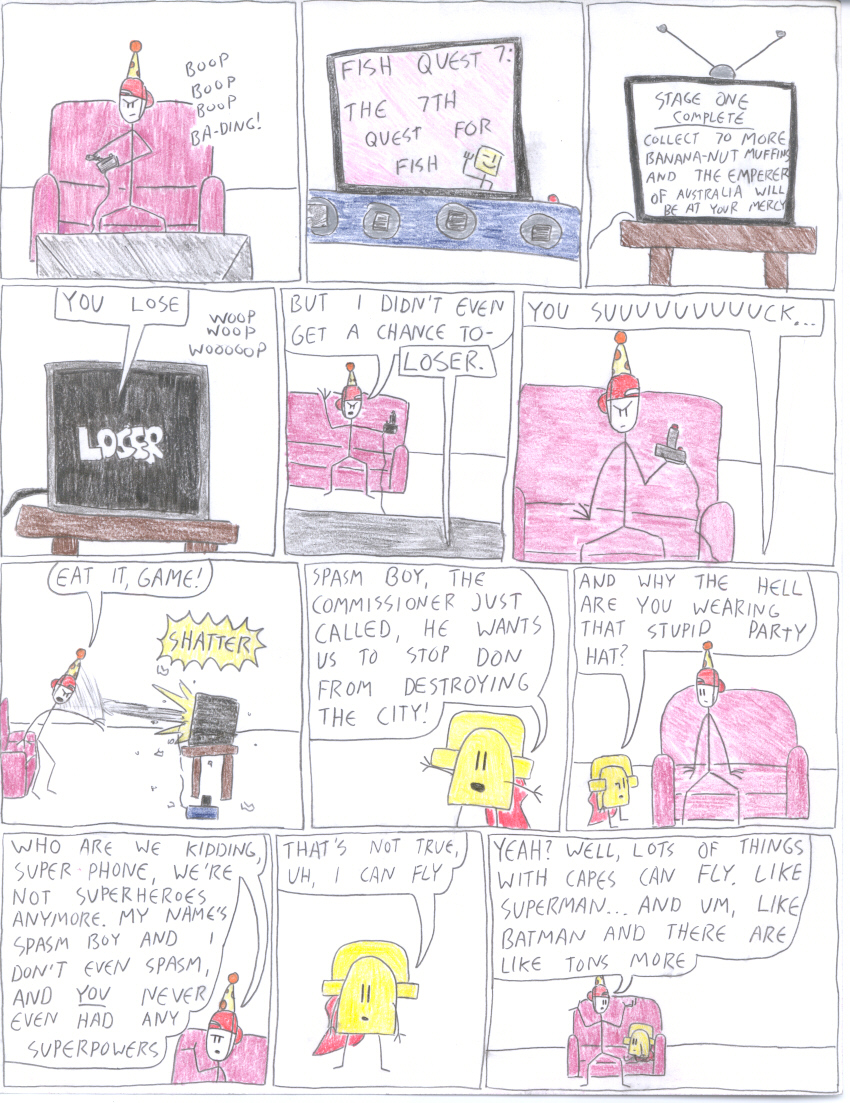 BOOP
BOOP
BOOP
BA-DING!
FISH QUEST 7:
THE 7TH
QUEST FOR
FISH
STAGE ONE
COMPLETE
COLLECT 70 MORE
BANANA-NUT MUFFINS
AND THE EMPERER
OF AUSTRALIA WILL
BE AT YOUR MERCY
YOU LOSE
WOOP
WOOP
WOOOOOP
LOSER
BUT I DIDN'T EVEN
GET A CHANCE TO-
LOSER.
YOU SUUUUUUUUUUCK...
EAT IT, GAME!
SHATTER
SPASM BOY, THE
COMMISSIONER JUST
CALLED, HE WANTS
US TO STOP DON
FROM DESTROYING
THE CITY!
AND WHY THE HELL
ARE YOU WEARING
THAT STUPID PARTY
HAT?
WHO ARE WE KIDDING,
SUPER-PHONE, WE'RE
NOT SUPERHEROES
ANYMORE. MY NAME'S
SPASM BOY AND I
DON'T EVEN SPASM,
AND YOU NEVER
EVEN HAD ANY
SUPERPOWERS
THAT'S NOT TRUE,
UH, I CAN FLY
YEAH? WELL, LOTS OF THINGS
WITH CAPES CAN FLY. LIKE
SUPERMAN... AND UM, LIKE
BATMAN AND THERE ARE
LIKE TONS MORE